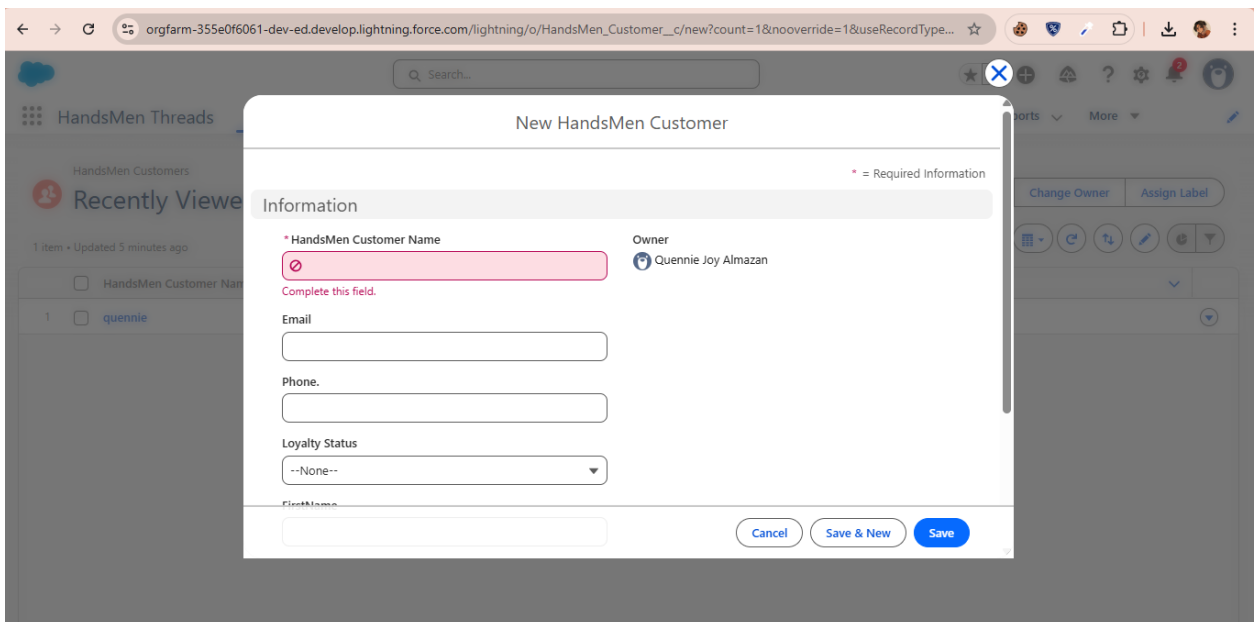 orgfarm-355e0f6061-dev-ed.develop.lightning.force.com/lightning/o/HandsMen_Customer__c/new?count=1&nooverride=1&useRecordType...
Search...
2
HandsMen Threads
More
New HandsMen Customer
* = Required Information
HandsMen Customers
Recently Viewe
Change Owner
Assign Label
Information
1 item • Updated 5 minutes ago
* HandsMen Customer Name
Owner
Quennie Joy Almazan
Complete this field.
HandsMen Customer Nam
1
quennie
Email
Phone.
Loyalty Status
--None--
FirstName
Cancel
Save & New
Save